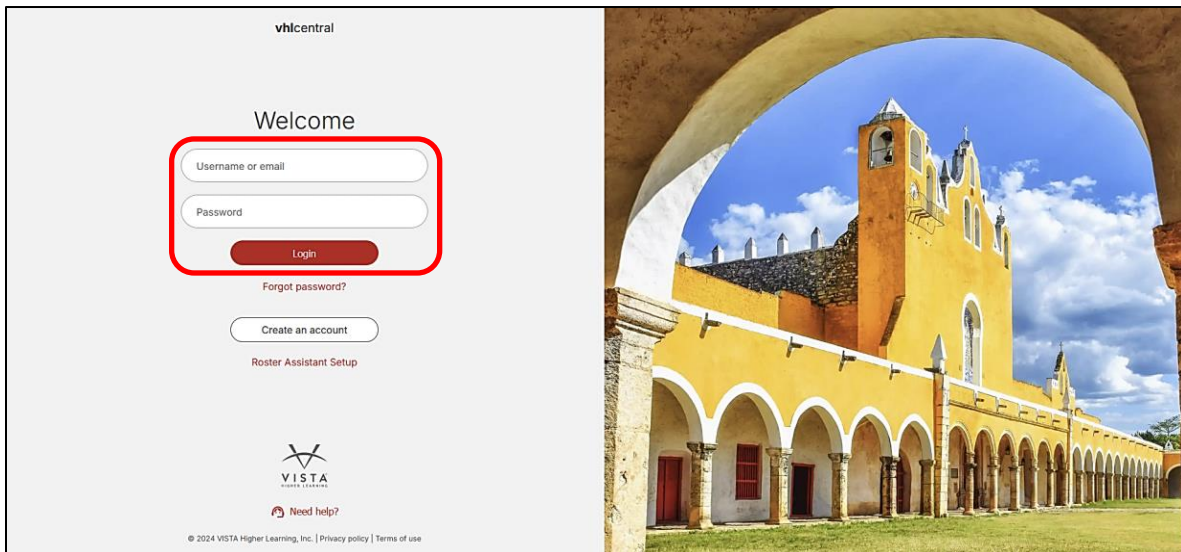 vhlcentral
Welcome
Username or email
Password
Login
Forgot password?
Create an account
Roster Assistant Setup
VISTA
HIGHER LEARNING
Need help?
© 2024 VISTA Higher Learning, Inc. | Privacy policy | Terms of use